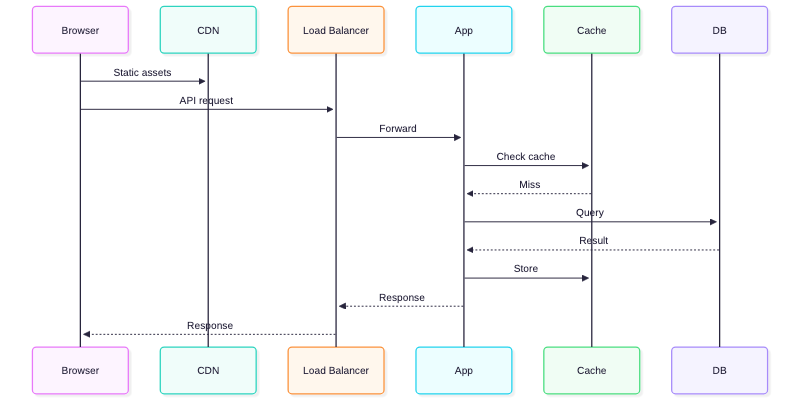 Browser
CDN
Load Balancer
App
Cache
DB
Static assets
API request
Forward
Check cache
Miss
Query
Result
Store
Response
Response
Browser
CDN
Load Balancer
App
Cache
DB